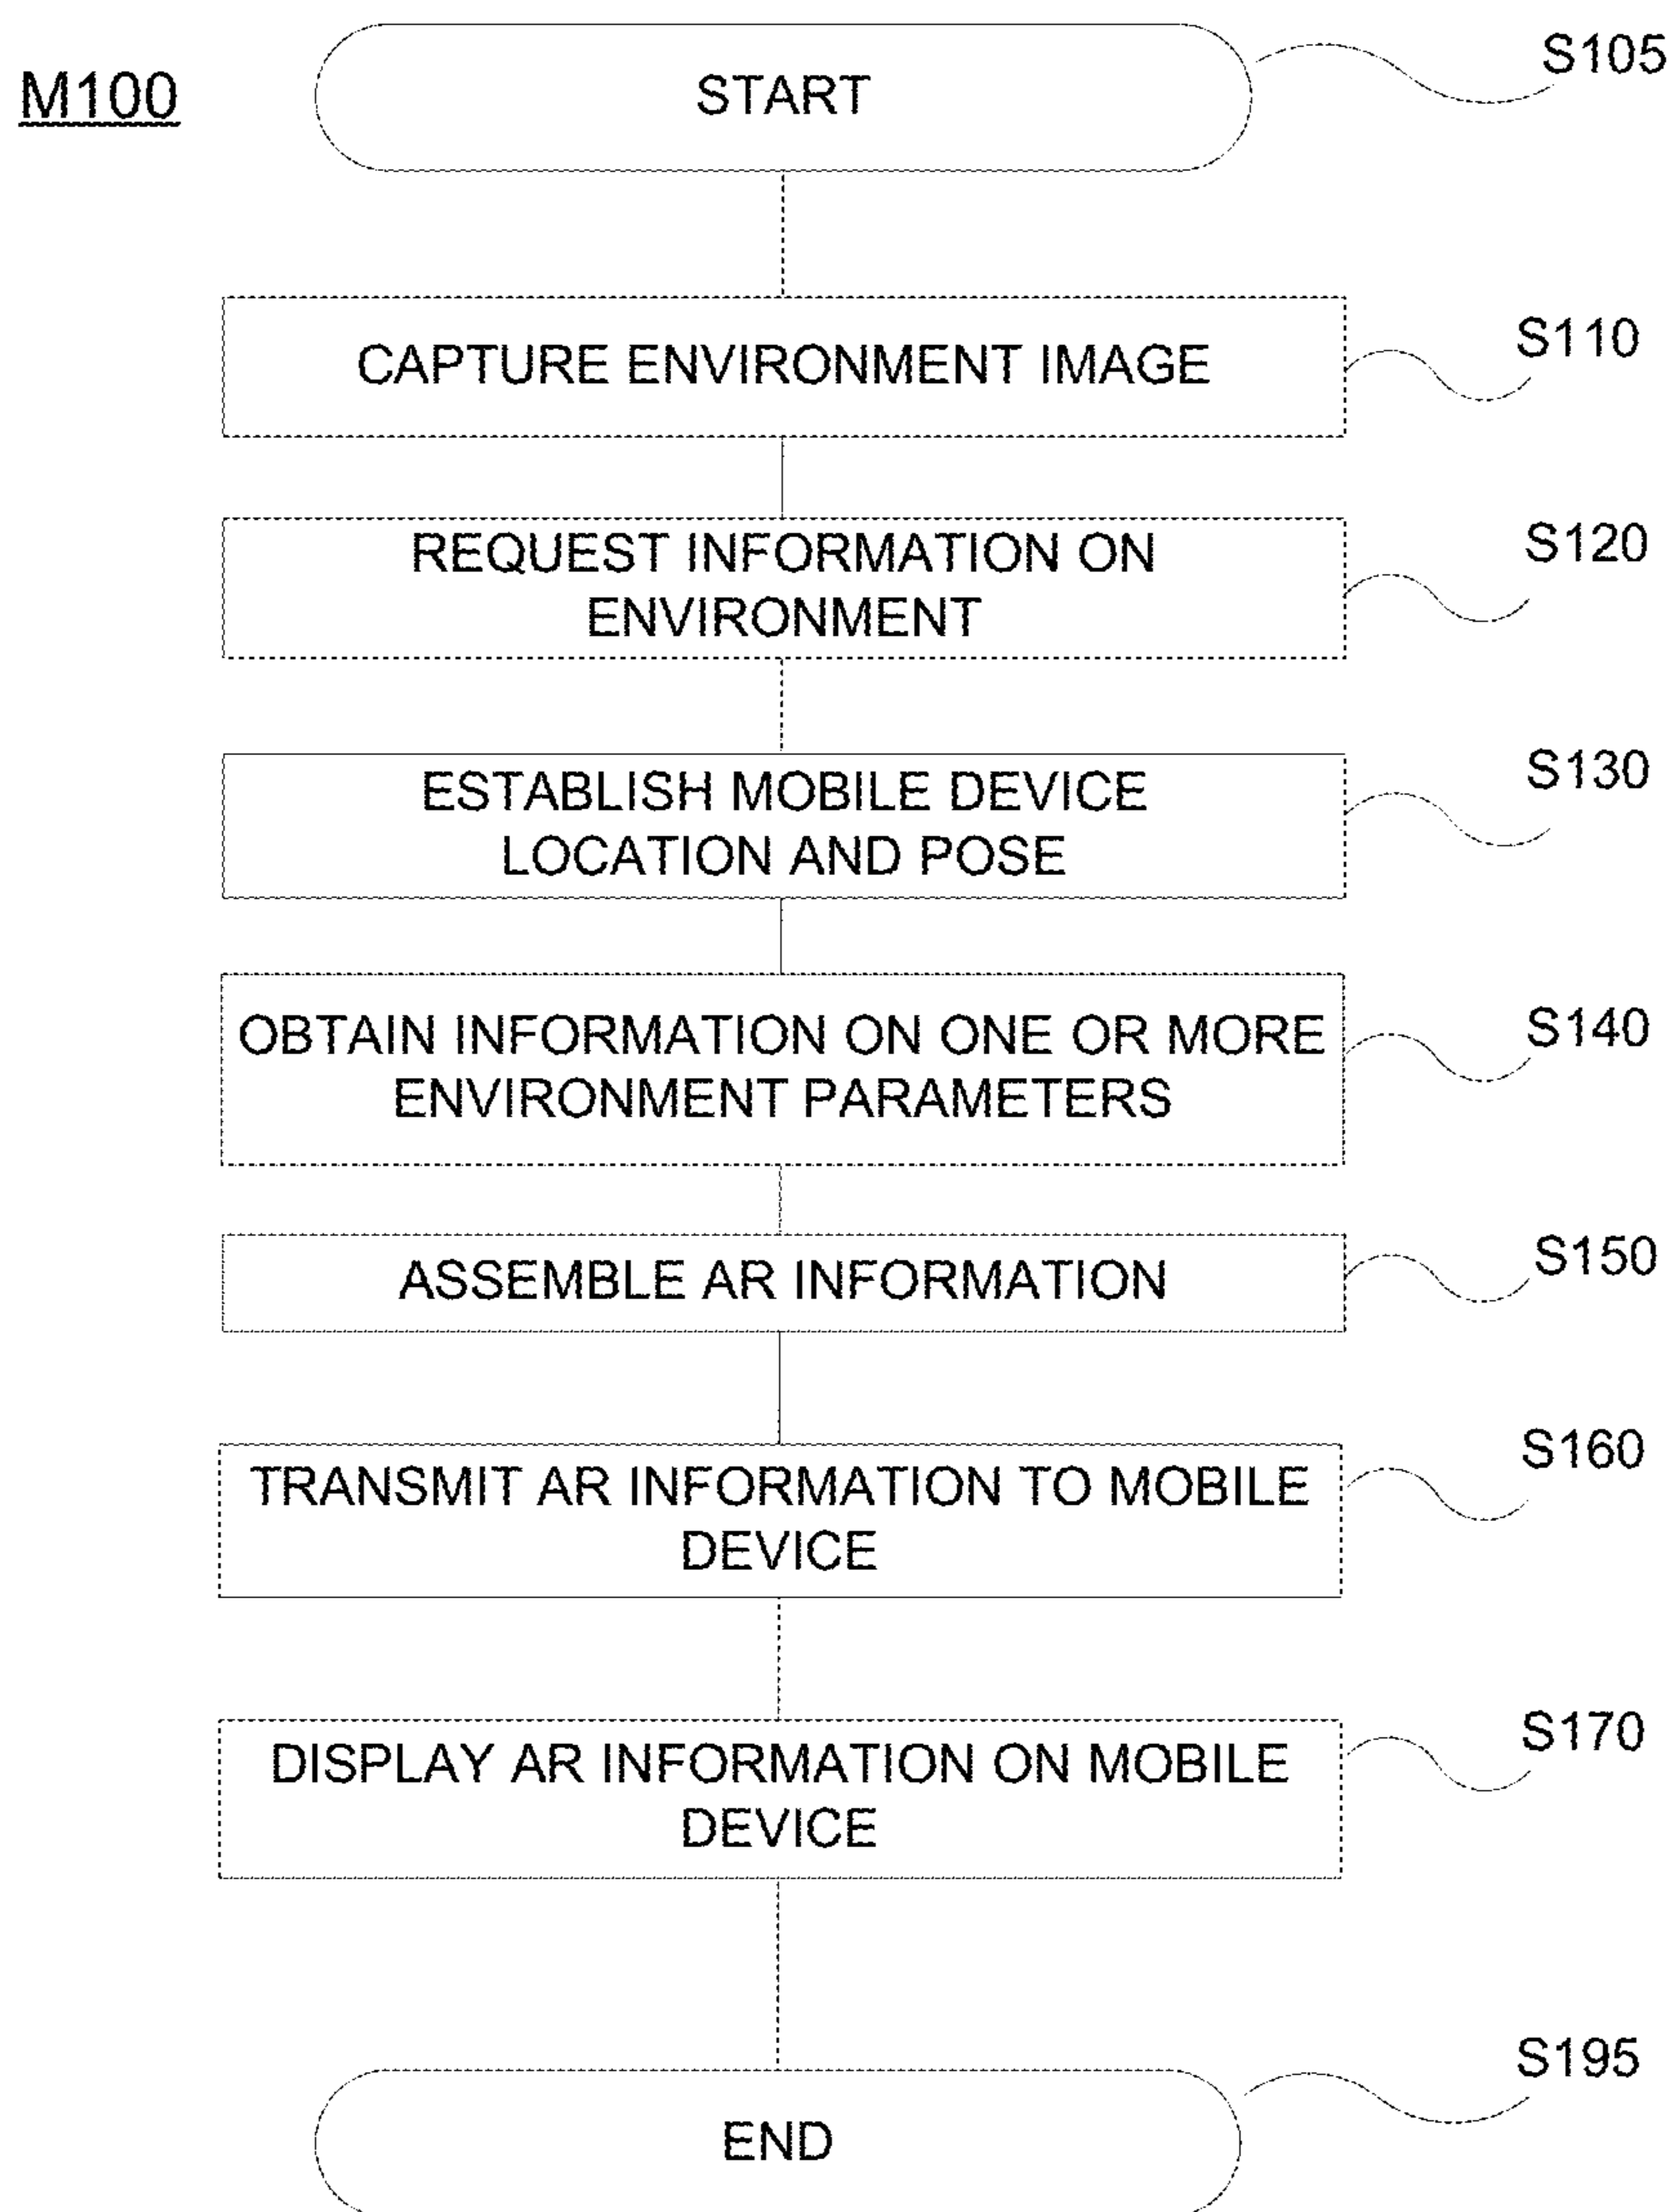 M100
START
S105
CAPTURE ENVIRONMENT IMAGE
S110
REQUEST INFORMATION ON
ENVIRONMENT
S120
ESTABLISH MOBILE DEVICE
LOCATION AND POSE
S130
OBTAIN INFORMATION ON ONE OR MORE
ENVIRONMENT PARAMETERS
S140
ASSEMBLE AR INFORMATION
S150
TRANSMIT AR INFORMATION TO MOBILE
DEVICE
S160
DISPLAY AR INFORMATION ON MOBILE
DEVICE
S170
END
S195